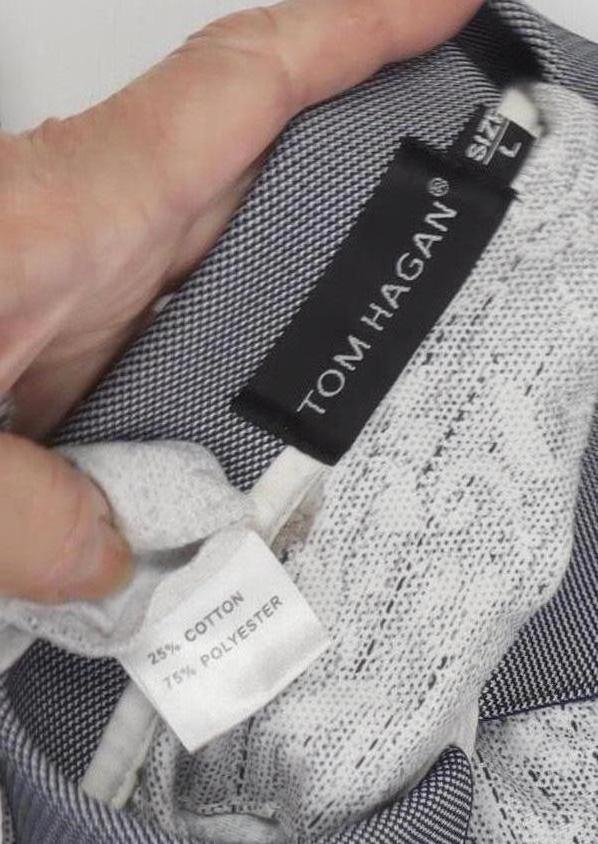 SIZE
L
TOM HAGAN®
25% COTTON
75% POLYESTER